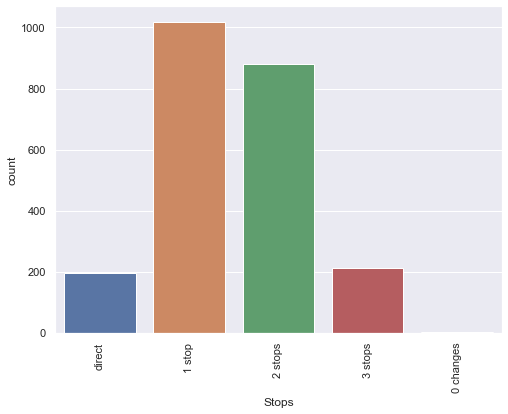 1000
800
600
400
200
0
count
direct
1 stop
2 stops
3 stops
0 changes
Stops